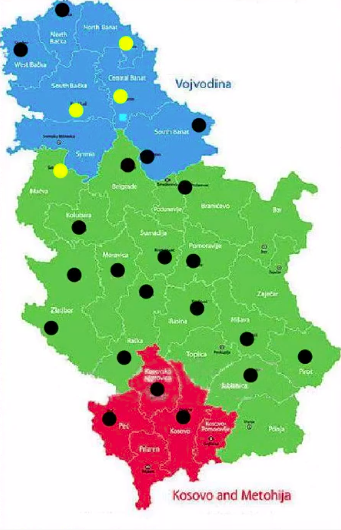 North Banat
North
Bačka
West Bačka
Central Banat
South Bačka
Vojvodina
South Banat
Syrmia
Mačva
Belgrade
Podunavlje
Braničevo
Bor
Kolubara
Šumadija
Pomoravlje
Moravica
Zaječar
Zlatibor
Rasina
Nišava
Raška
Toplica
Pirot
Jablanica
Kosovska
Mitrovica
Peć
Kosovo
Kosovo-
Pomoravlje
Pčinja
Prizren
Kosovo and Metohija